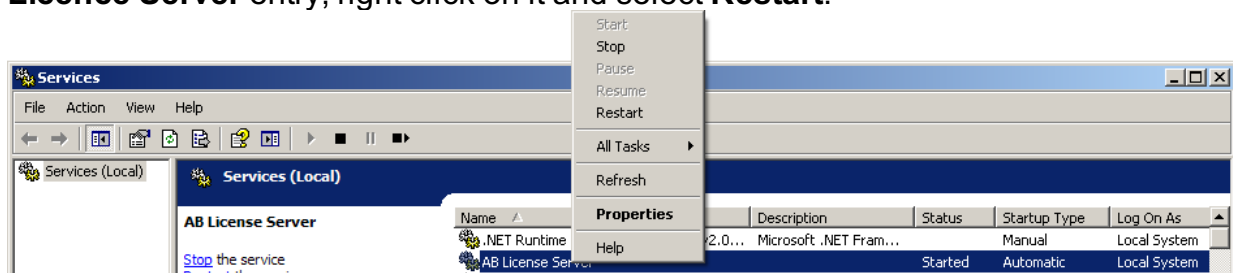 Licence Server entry, right click on it and select Restart.
Start
Stop
Pause
Resume
Restart
All Tasks
Refresh
Properties
Help
Services
File Action View Help
Services (Local)
Services (Local)
AB License Server
Stop the service
Name Description Status Startup Type Log On As
.NET Runtime v2.0... Microsoft .NET Fram... Manual Local System
AB License Server Started Automatic Local System